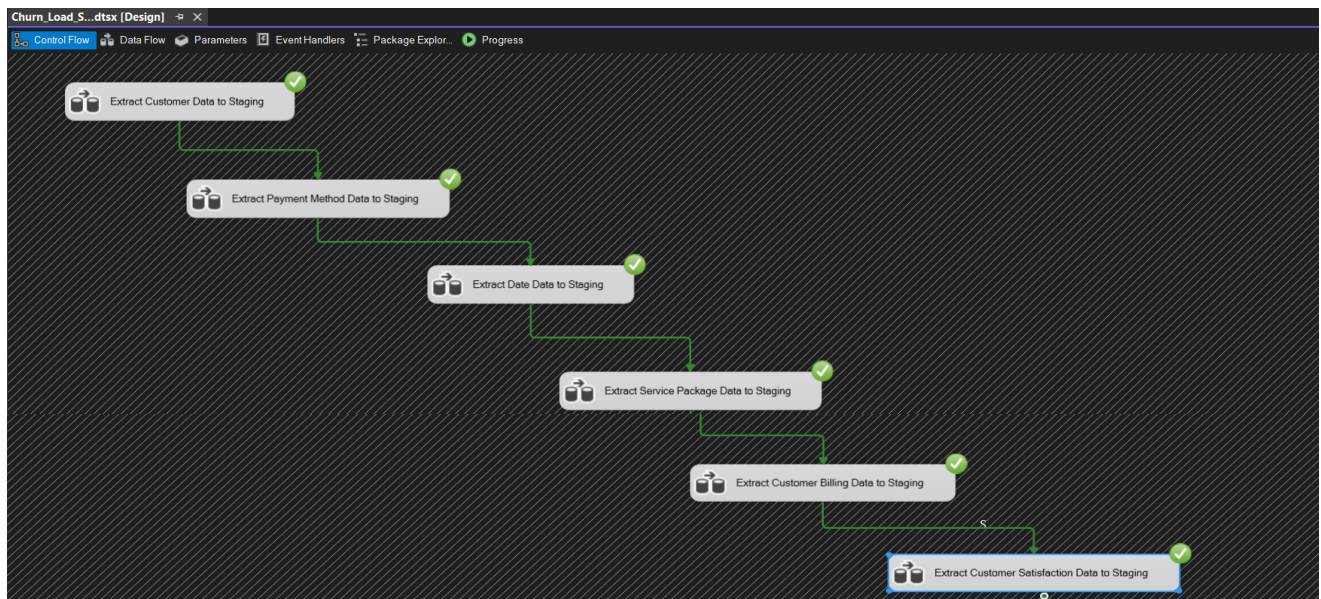 Churn_Load_S...dtsx [Design]
Control Flow Data Flow Parameters Event Handlers Package Explor... Progress
Extract Customer Data to Staging
Extract Payment Method Data to Staging
Extract Date Data to Staging
Extract Service Package Data to Staging
Extract Customer Billing Data to Staging
S
Extract Customer Satisfaction Data to Staging